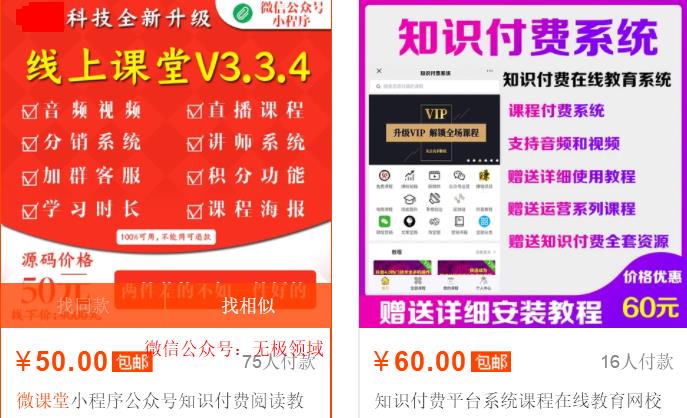 科技全新升级
微信公众号
小程序
线上课堂V3.3.4
音频视频
直播课程
分销系统
讲师系统
加群客服
积分功能
学习时长
课程海报
100%可用,不能用可退款
源码价格
50元
两件差的不如一件好的
找同款
找相似
¥50.00 包邮
75人付款
微信公众号:无极领域
微课堂小程序公众号知识付费阅读教
知识付费系统
知识付费系统
知识付费在线教育系统
VIP
升级VIP 解锁全场课程
课程付费系统
支持音频和视频
赠送详细使用教程
赠送运营系列课程
赠送知识付费全套资源
教程
价格优惠
60元
赠送详细安装教程
¥60.00 包邮
16人付款
知识付费平台系统课程在线教育网校